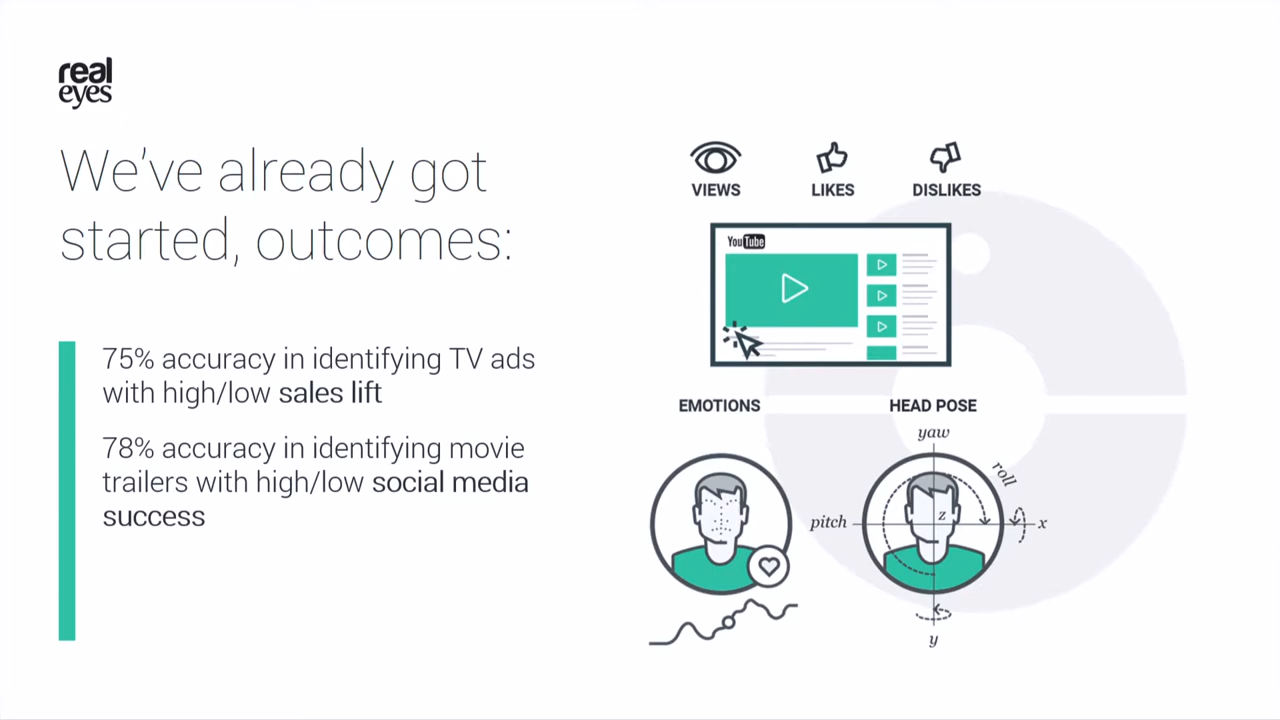 real
eyes
We've already got
started, outcomes:
75% accuracy in identifying TV ads
with high/low sales lift
78% accuracy in identifying movie
trailers with high/low social media
success
VIEWS
LIKES
DISLIKES
YouTube
EMOTIONS
HEAD POSE
yaw
roll
pitch
z
x
y